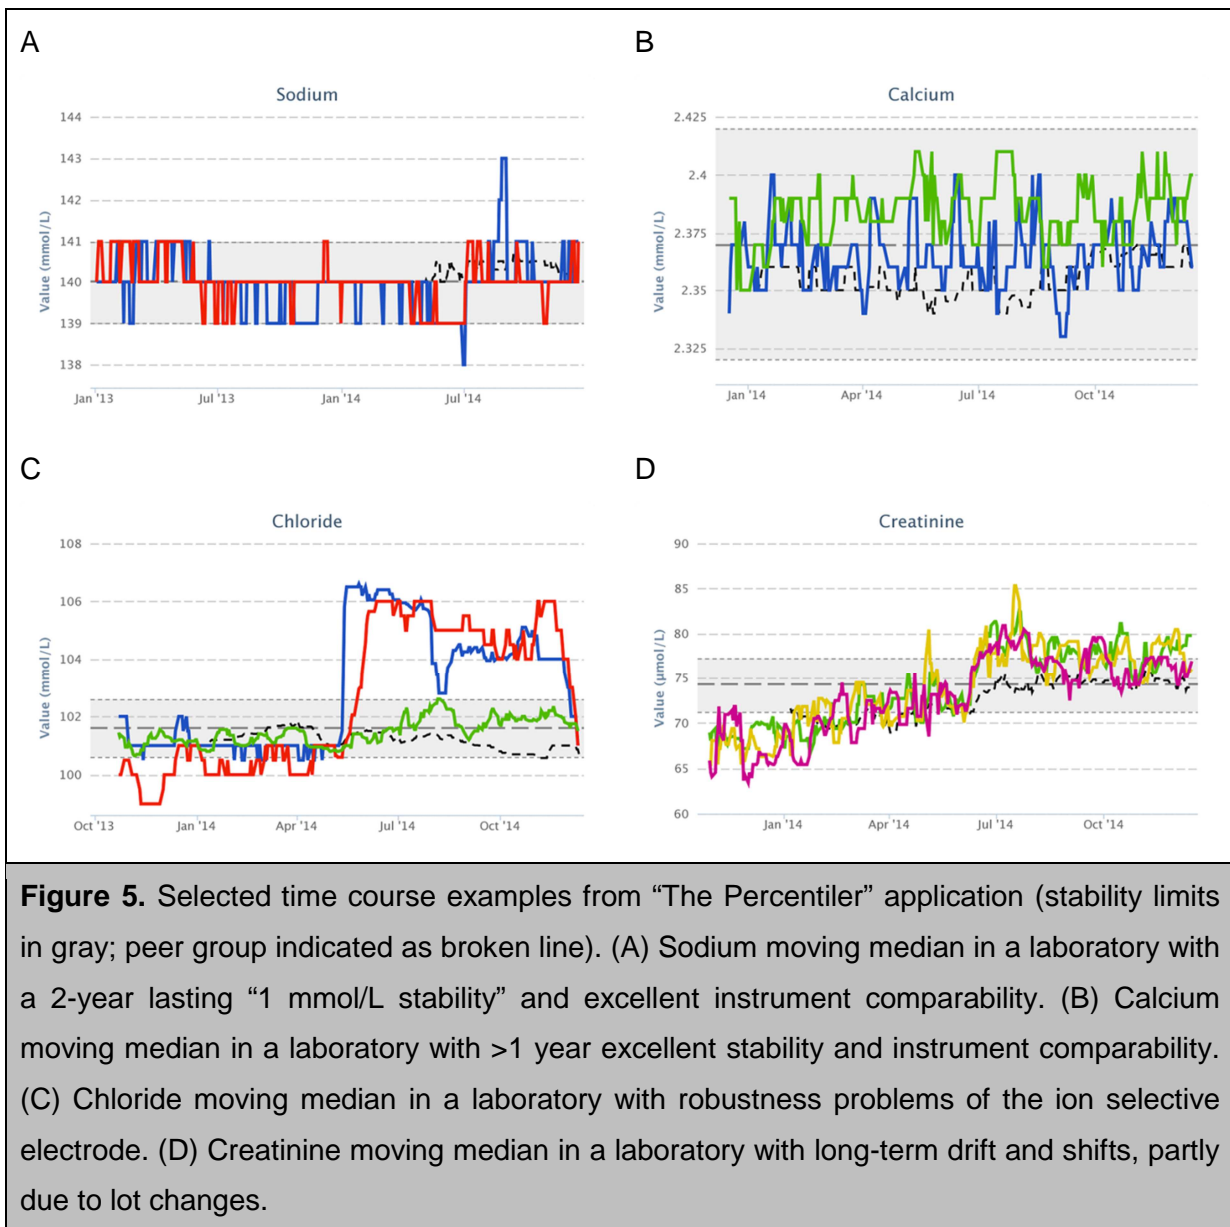 A
B
Sodium
144
143
142
141
140
139
138
Value (mmol/L)
Jan '13
Jul '13
Jan '14
Jul '14
Calcium
2.425
2.4
2.375
2.35
2.325
Value (mmol/L)
Jan '14
Apr '14
Jul '14
Oct '14
C
D
Chloride
108
106
104
102
100
Value (mmol/L)
Oct '13
Jan '14
Apr '14
Jul '14
Oct '14
Creatinine
90
85
80
75
70
65
60
Value (µmol/L)
Jan '14
Apr '14
Jul '14
Oct '14
Figure 5. Selected time course examples from “The Percentiler” application (stability limits
in gray; peer group indicated as broken line). (A) Sodium moving median in a laboratory with
a 2-year lasting “1 mmol/L stability” and excellent instrument comparability. (B) Calcium
moving median in a laboratory with >1 year excellent stability and instrument comparability.
(C) Chloride moving median in a laboratory with robustness problems of the ion selective
electrode. (D) Creatinine moving median in a laboratory with long-term drift and shifts, partly
due to lot changes.